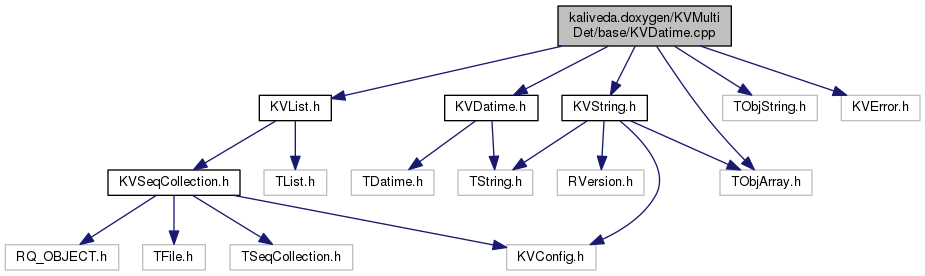 kaliveda.doxygen/KVMulti
Det/base/KVDatime.cpp
KVList.h
KVDatime.h
KVString.h
TObjString.h
KVError.h
KVSeqCollection.h
TList.h
TDatime.h
TString.h
RVersion.h
TObjArray.h
RQ_OBJECT.h
TFile.h
TSeqCollection.h
KVConfig.h